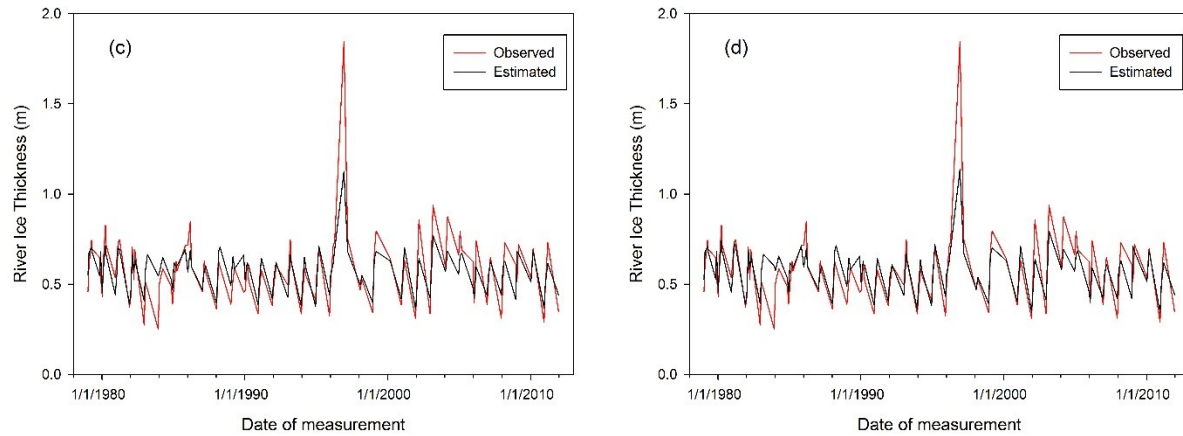 (c)
Observed
Estimated
River Ice Thickness (m)
2.0
1.5
1.0
0.5
0.0
1/1/1980
1/1/1990
1/1/2000
1/1/2010
Date of measurement
(d)
Observed
Estimated
River Ice Thickness (m)
2.0
1.5
1.0
0.5
0.0
1/1/1980
1/1/1990
1/1/2000
1/1/2010
Date of measurement